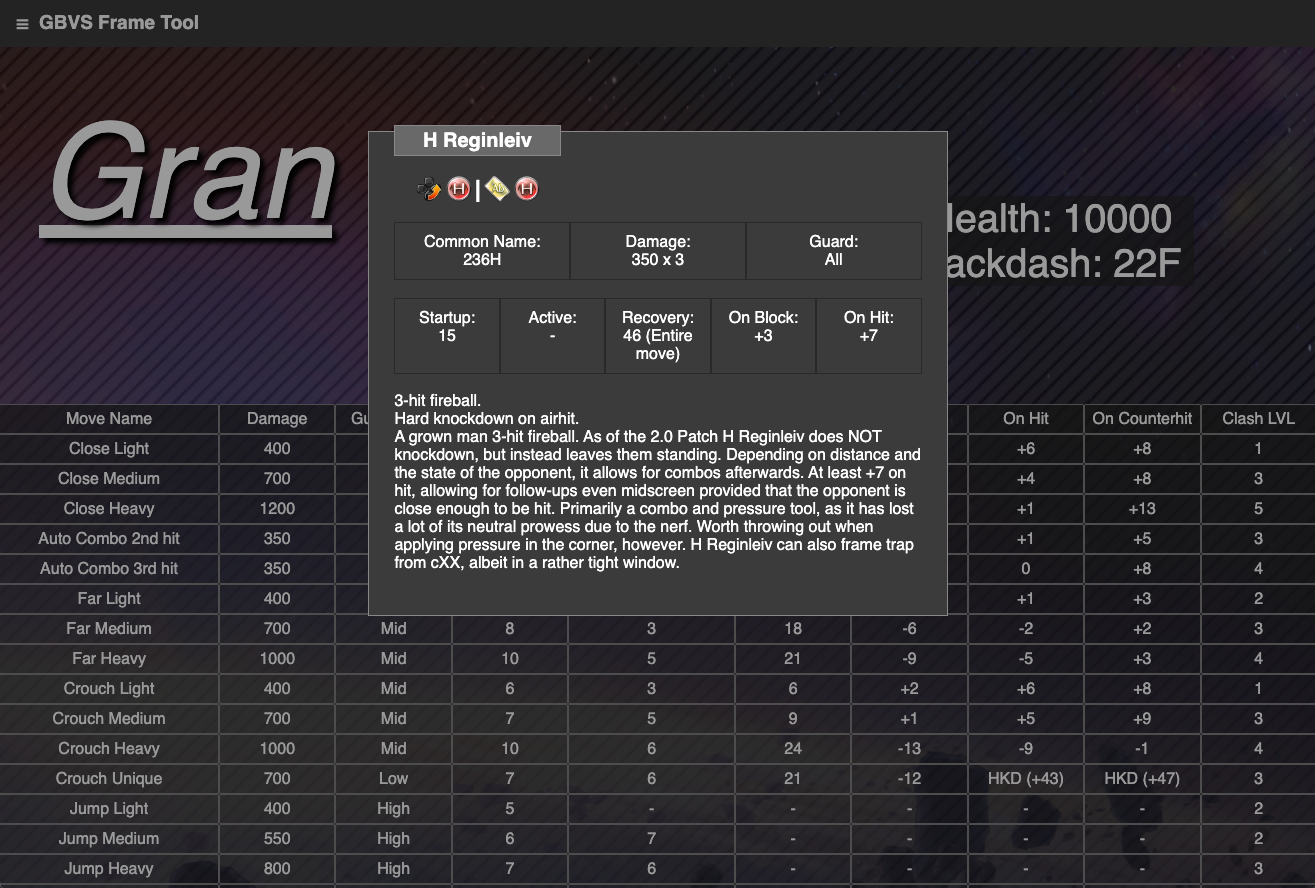 ≡ GBVS Frame Tool
Gran
ealth: 10000
ackdash: 22F
H Reginleiv
H | Ab H
Common Name: Damage: Guard:
236H 350 x 3 All
Startup: Active: Recovery: On Block: On Hit:
15 - 46 (Entire move) +3 +7
3-hit fireball.
Hard knockdown on airhit.
A grown man 3-hit fireball. As of the 2.0 Patch H Reginleiv does NOT
knockdown, but instead leaves them standing. Depending on distance and
the state of the opponent, it allows for combos afterwards. At least +7 on
hit, allowing for follow-ups even midscreen provided that the opponent is
close enough to be hit. Primarily a combo and pressure tool, as it has lost
a lot of its neutral prowess due to the nerf. Worth throwing out when
applying pressure in the corner, however. H Reginleiv can also frame trap
from cXX, albeit in a rather tight window.
Move Name Damage Gu On Hit On Counterhit Clash LVL
Close Light 400 +6 +8 1
Close Medium 700 +4 +8 3
Close Heavy 1200 +1 +13 5
Auto Combo 2nd hit 350 +1 +5 3
Auto Combo 3rd hit 350 0 +8 4
Far Light 400 +1 +3 2
Far Medium 700 Mid 8 3 18 -6 -2 +2 3
Far Heavy 1000 Mid 10 5 21 -9 -5 +3 4
Crouch Light 400 Mid 6 3 6 +2 +6 +8 1
Crouch Medium 700 Mid 7 5 9 +1 +5 +9 3
Crouch Heavy 1000 Mid 10 6 24 -13 -9 -1 4
Crouch Unique 700 Low 7 6 21 -12 HKD (+43) HKD (+47) 3
Jump Light 400 High 5 - - - - - 2
Jump Medium 550 High 6 7 - - - - 2
Jump Heavy 800 High 7 6 - - - - 3